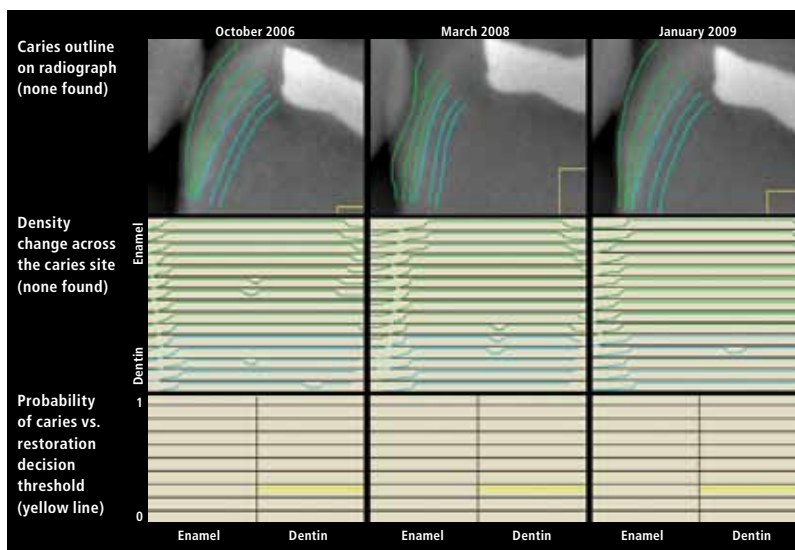 October 2006
March 2008
January 2009
Caries outline
on radiograph
(none found)
Density
change across
the caries site
(none found)
Enamel
Dentin
Probability
of caries vs.
restoration
decision
threshold
(yellow line)
1
0
Enamel
Dentin
Enamel
Dentin
Enamel
Dentin